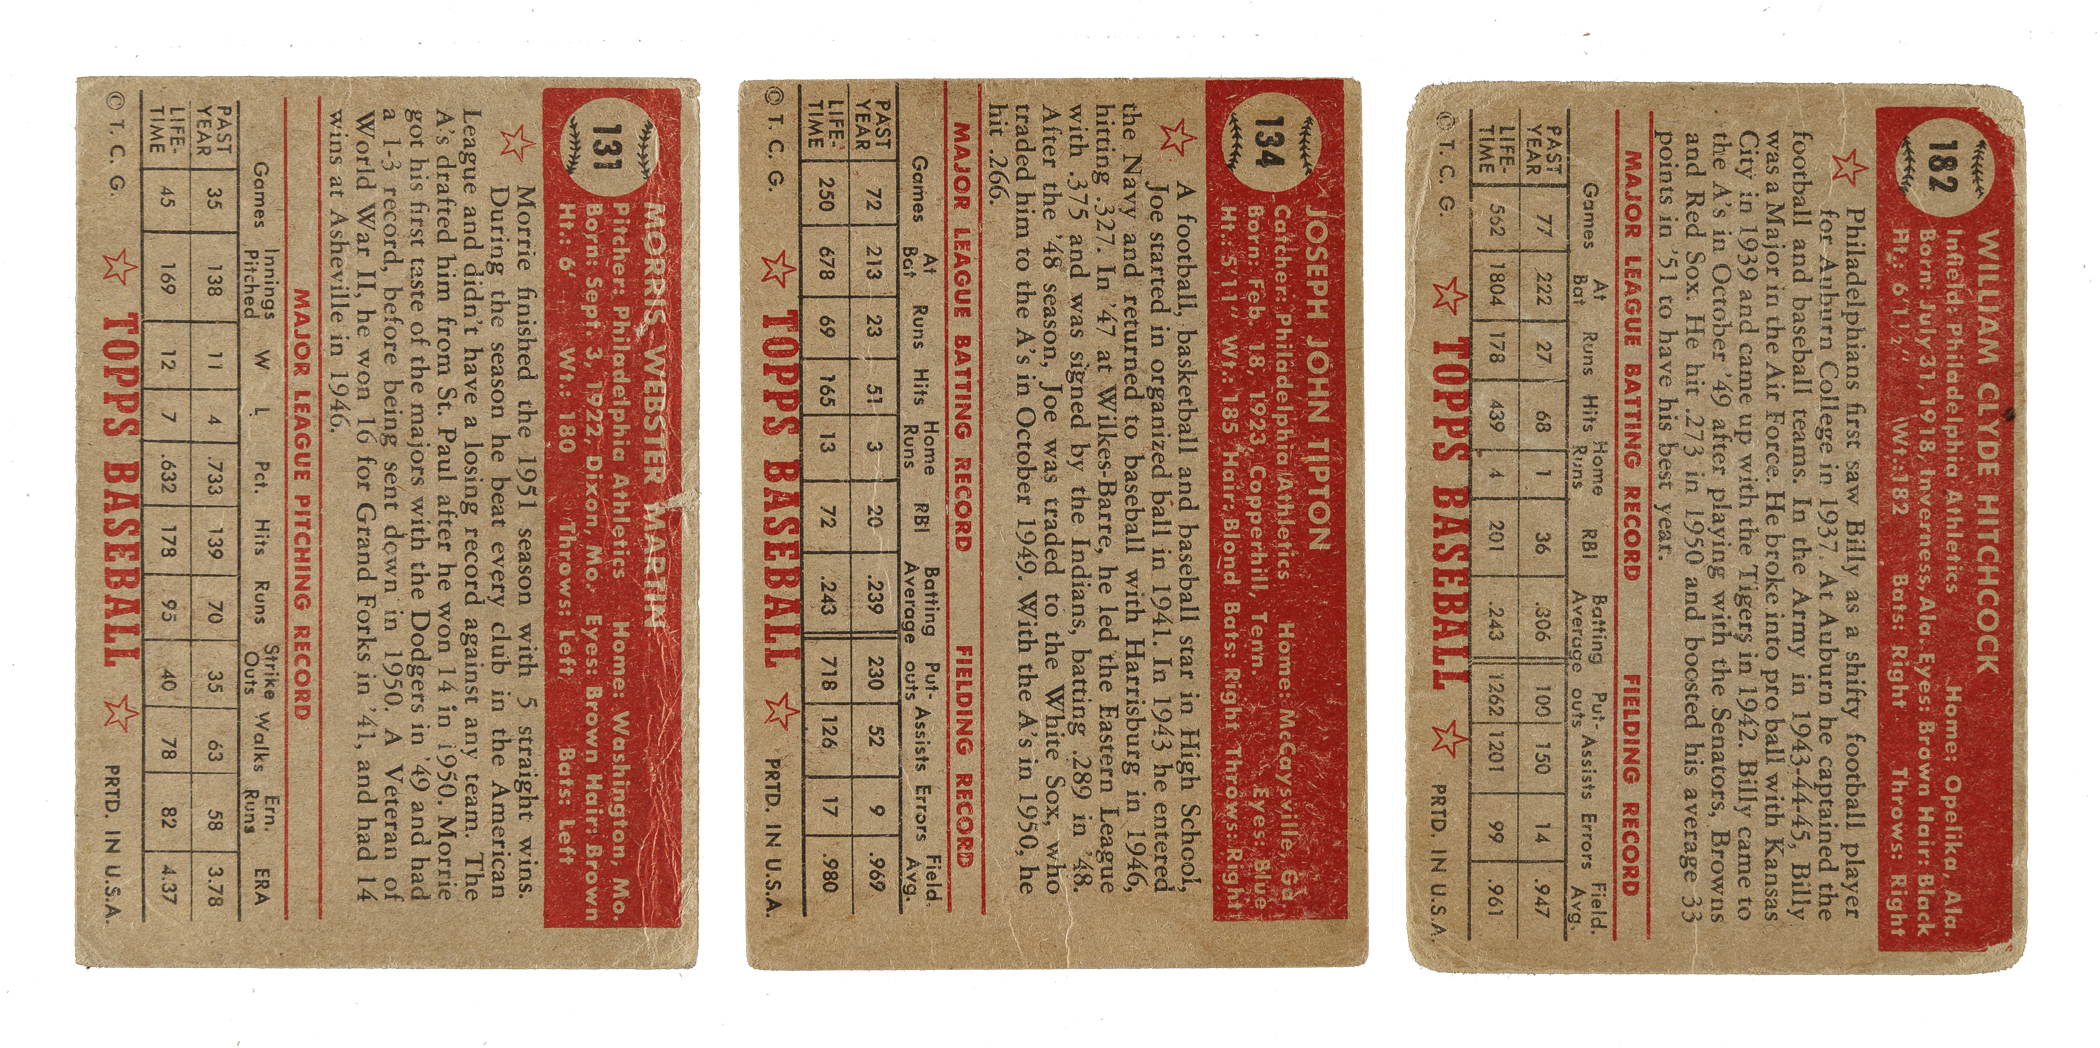 131
MORRIS WEBSTER MARTIN
Pitcher: Philadelphia Athletics Home: Washington, Mo.
Born: Sept. 3, 1922, Dixon, Mo. Eyes: Brown Hair: Brown
Ht.: 6' Wt.: 180 Throws: Left Bats: Left
Morrie finished the 1951 season with 5 straight wins.
During the season he beat every club in the American
League and didn't have a losing record against any team. The
A's drafted him from St. Paul after he won 14 in 1950. Morrie
got his first taste of the majors with the Dodgers in '49 and had
a 1-3 record, before being sent down in 1950. A Veteran of
World War II, he won 16 for Grand Forks in '41, and had 14
wins at Asheville in 1946.
MAJOR LEAGUE PITCHING RECORD
Games Innings Pitched W L Pct. Hits Runs Strike Outs Walks Ern. Runs ERA
PAST YEAR 35 138 11 4 .733 139 70 35 63 58 3.78
LIFE- TIME 45 169 12 7 .632 178 95 40 78 82 4.37
© T. C. G. TOPPS BASEBALL PRTD. IN U.S.A.
134
JOSEPH JOHN TIPTON
Catcher: Philadelphia Athletics Home: McCaysville, Ga.
Born: Feb. 18, 1923, Copperhill, Tenn. Eyes: Blue
Ht.: 5'11" Wt.: 185 Hair: Blond Bats: Right Throws: Right
A football, basketball and baseball star in High School,
Joe started in organized ball in 1941. In 1943 he entered
the Navy and returned to baseball with Harrisburg in 1946,
hitting .327. In '47 at Wilkes-Barre, he led the Eastern League
with .375 and was signed by the Indians, batting .289 in '48.
After the '48 season, Joe was traded to the White Sox, who
traded him to the A's in October 1949. With the A's in 1950, he
hit .266.
MAJOR LEAGUE BATTING RECORD FIELDING RECORD
Games At Bat Runs Hits Home Runs RBI Batting Average Put- outs Assists Errors Field. Avg.
PAST YEAR 72 213 23 51 3 20 .239 230 52 9 .969
LIFE- TIME 250 678 69 165 13 72 .243 718 126 17 .980
© T. C. G. TOPPS BASEBALL PRTD. IN U.S.A.
182
WILLIAM CLYDE HITCHCOCK
Infield: Philadelphia Athletics Home: Opelika, Ala.
Born: July 31, 1918, Inverness, Ala. Eyes: Brown Hair: Black
Ht.: 6'1½" Wt.: 182 Bats: Right Throws: Right
Philadelphians first saw Billy as a shifty football player
for Auburn College in 1937. At Auburn he captained the
football and baseball teams. In the Army in 1943-44-45, Billy
was a Major in the Air Force. He broke into pro ball with Kansas
City in 1939 and came up with the Tigers in 1942. Billy came to
the A's in October '49 after playing with the Senators, Browns
and Red Sox. He hit .273 in 1950 and boosted his average 33
points in '51 to have his best year.
MAJOR LEAGUE BATTING RECORD FIELDING RECORD
Games At Bat Runs Hits Home Runs RBI Batting Average Put- outs Assists Errors Field. Avg.
PAST YEAR 77 222 27 68 1 36 .306 100 150 14 .947
LIFE- TIME 562 1804 178 439 4 201 .243 1262 1201 99 .961
© T. C. G. TOPPS BASEBALL PRTD. IN U.S.A.